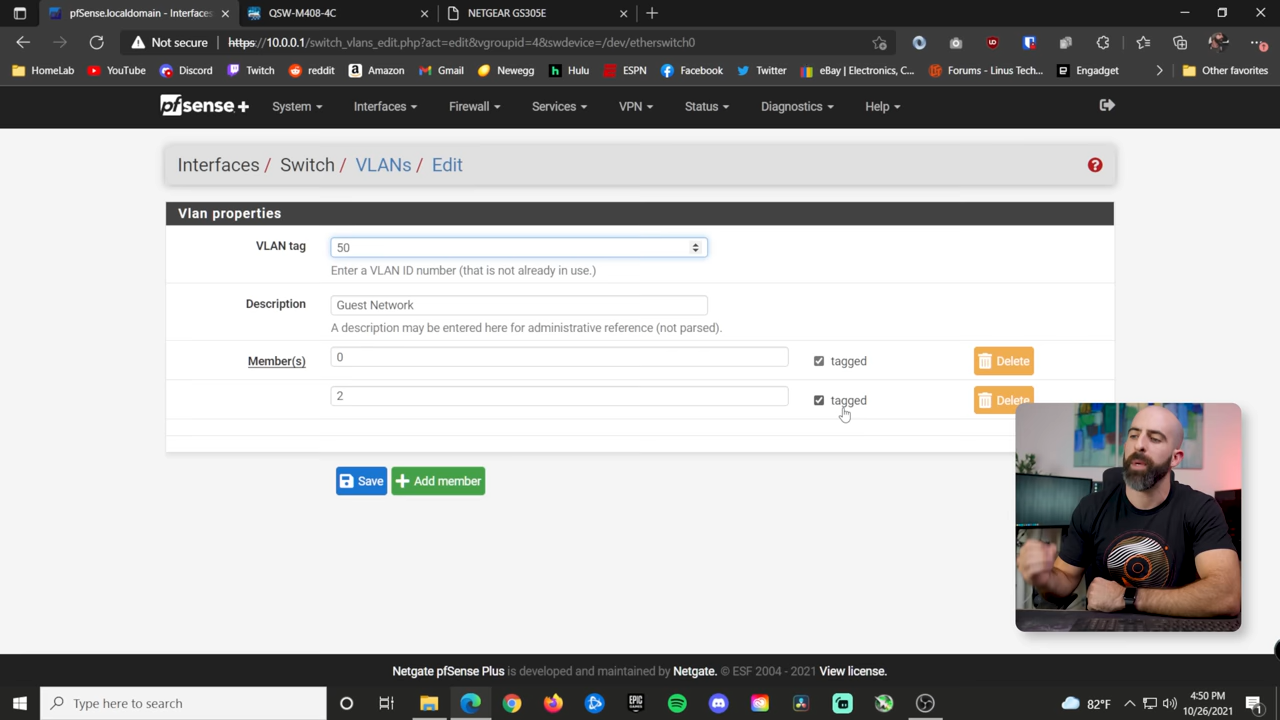 pfSense.localdomain - Interfaces
QSW-M408-4C
NETGEAR GS305E
Not secure
https://10.0.0.1/switch_vlans_edit.php?act=edit&vgroupid=4&swdevice=/dev/etherswitch0
HomeLab
YouTube
Discord
Twitch
reddit
Amazon
Gmail
Newegg
Hulu
ESPN
Facebook
Twitter
eBay | Electronics, C...
Forums - Linus Tech...
Engadget
Other favorites
pfsense+
System
Interfaces
Firewall
Services
VPN
Status
Diagnostics
Help
Interfaces / Switch / VLANs / Edit
Vlan properties
VLAN tag
50
Enter a VLAN ID number (that is not already in use.)
Description
Guest Network
A description may be entered here for administrative reference (not parsed).
Member(s)
0
tagged
Delete
2
tagged
Delete
Save
Add member
Netgate pfSense Plus is developed and maintained by Netgate. © ESF 2004 - 2021 View license.
Type here to search
82°F
4:50 PM
10/26/2021